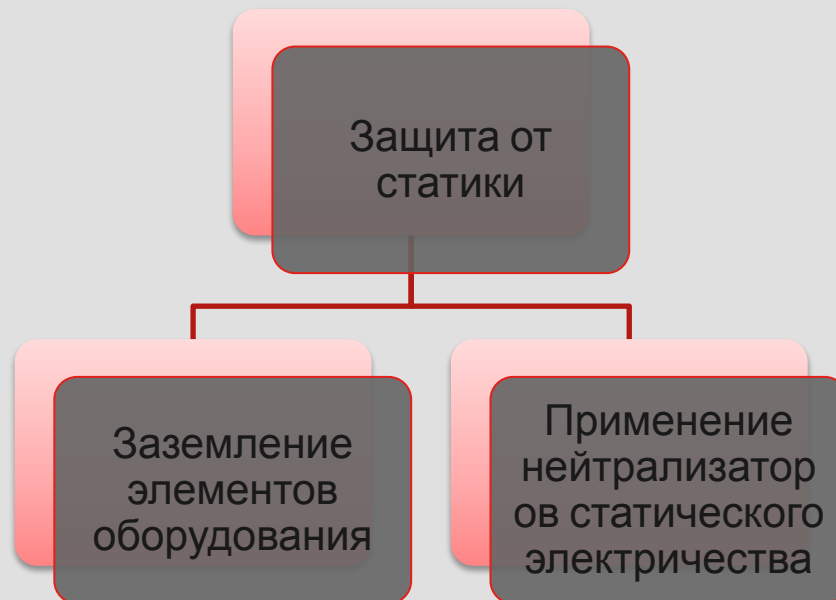 Защита от
статики
Заземление
элементов
оборудования
Применение
нейтрализатор
ов статического
электричества